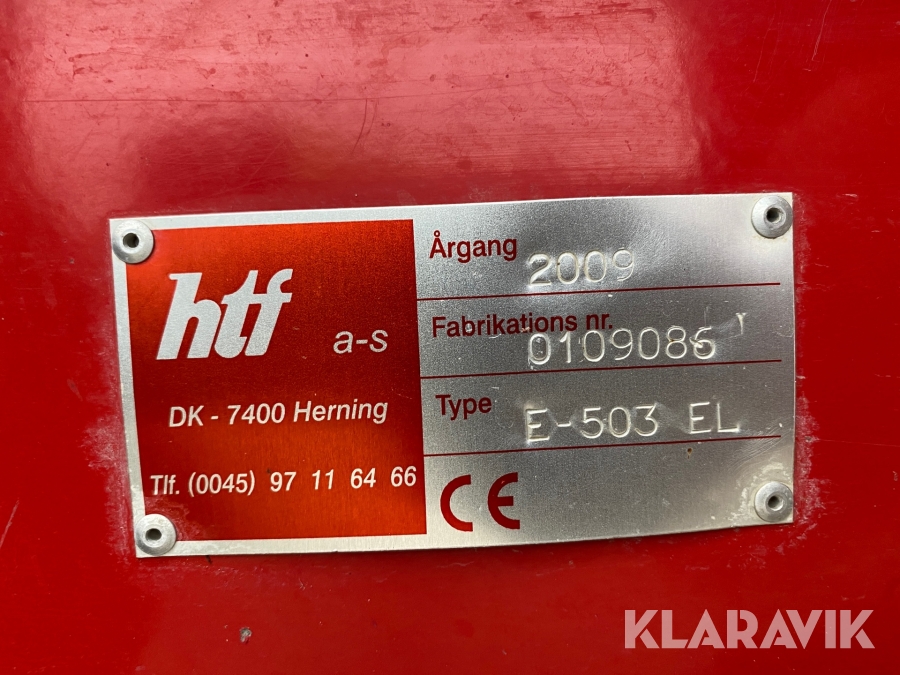 htf a-s
DK - 7400 Herning
Tlf. (0045) 97 11 64 66
Årgang 2009
Fabrikations nr. 0109086
Type E-503 EL
CE
KLARAVIK